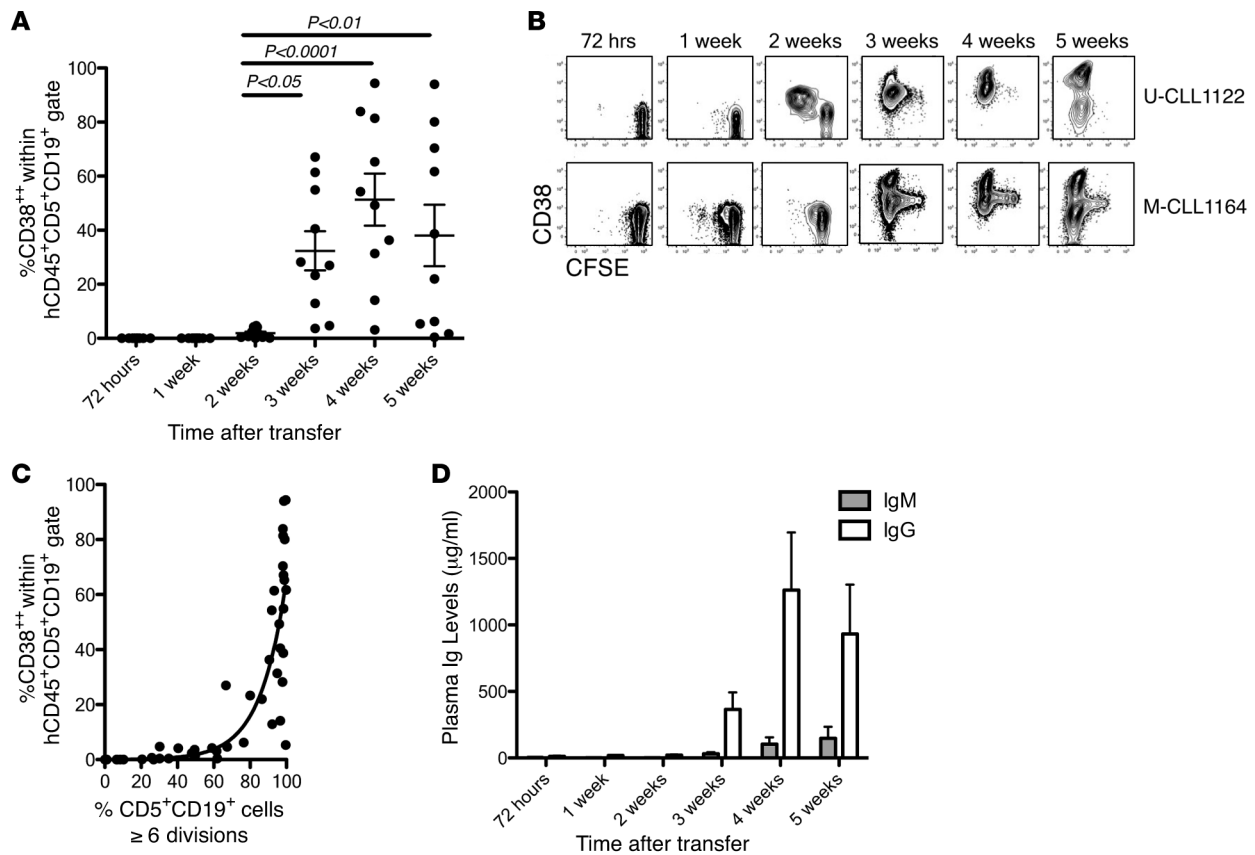 A
P<0.01
P<0.0001
P<0.05
%CD38++ within
hCD45+CD5+CD19+ gate
100
80
60
40
20
0
72 hours
1 week
2 weeks
3 weeks
4 weeks
5 weeks
Time after transfer
B
72 hrs
1 week
2 weeks
3 weeks
4 weeks
5 weeks
U-CLL1122
M-CLL1164
CD38
CFSE
C
%CD38++ within
hCD45+CD5+CD19+ gate
100
80
60
40
20
0
0 20 40 60 80 100
% CD5+CD19+ cells
≥ 6 divisions
D
Plasma Ig Levels (μg/ml)
2000
1500
1000
500
0
IgM
IgG
72 hours
1 week
2 weeks
3 weeks
4 weeks
5 weeks
Time after transfer